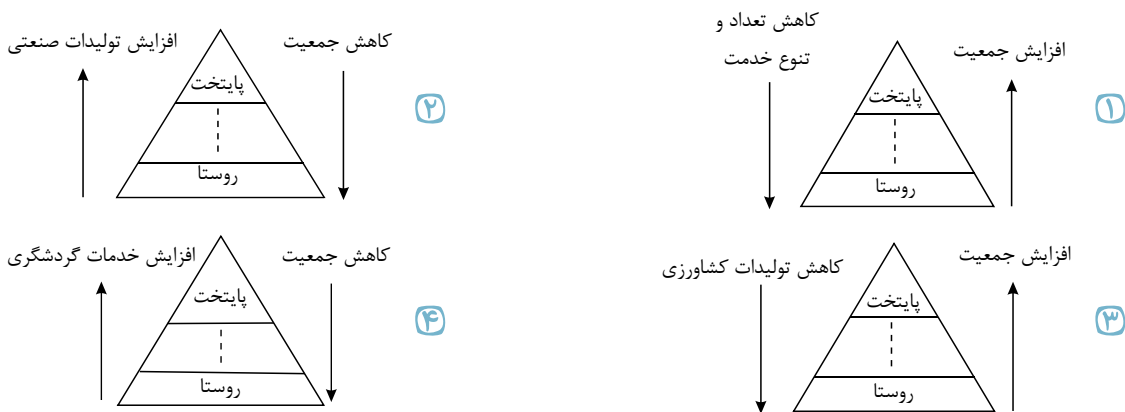 کاهش تعداد و
تنوع خدمت
افزایش جمعیت
پایتخت
روستا
۱
کاهش جمعیت
افزایش تولیدات صنعتی
پایتخت
روستا
۲
افزایش جمعیت
کاهش تولیدات کشاورزی
پایتخت
روستا
۳
کاهش جمعیت
افزایش خدمات گردشگری
پایتخت
روستا
۴